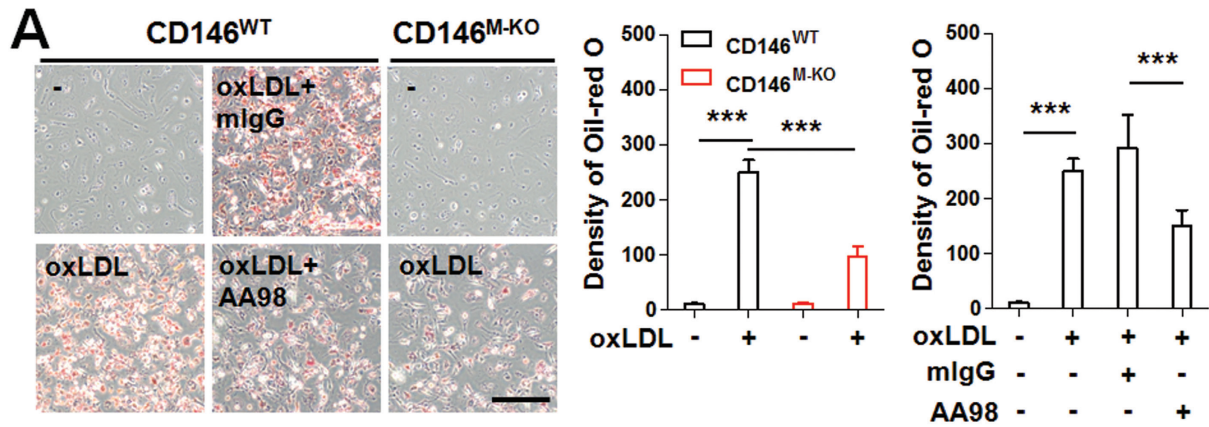 A
CD146WT
CD146M-KO
-
oxLDL+
mIgG
-
oxLDL
oxLDL+
AA98
oxLDL
Density of Oil-red O
500
400
300
200
100
0
CD146WT
CD146M-KO
***
***
oxLDL - + - +
Density of Oil-red O
500
400
300
200
100
0
***
***
oxLDL - + + +
mIgG - - + -
AA98 - - - +